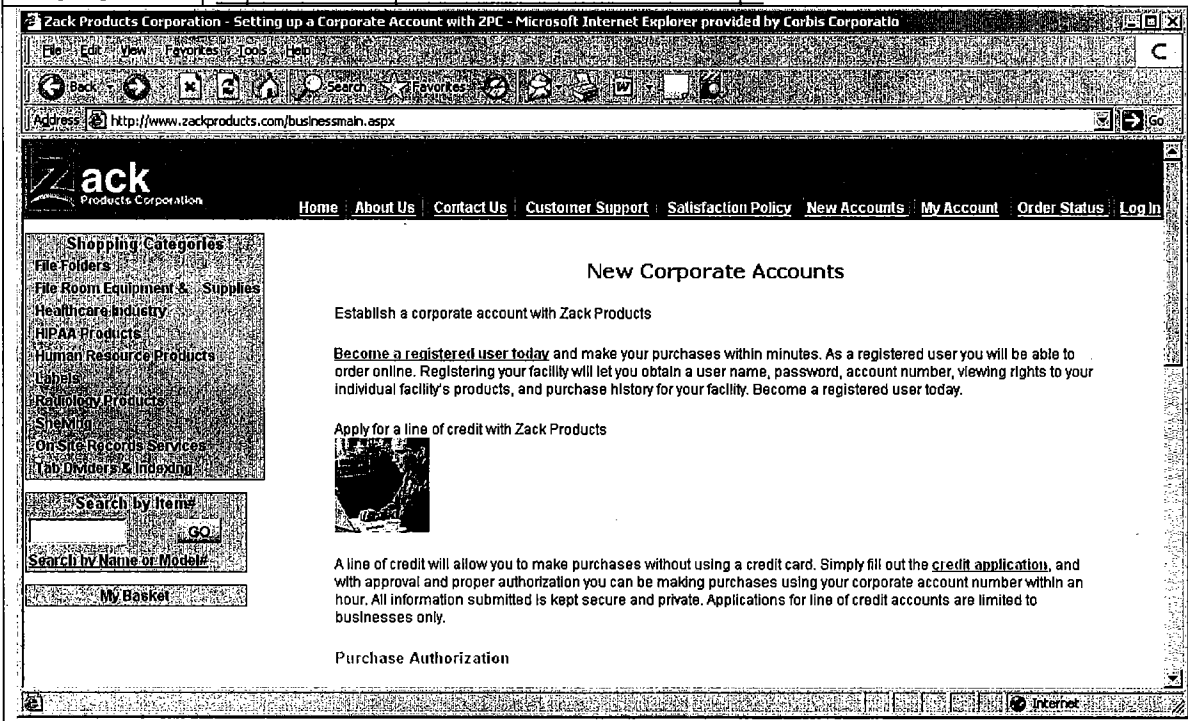 Zack Products Corporation - Setting up a Corporate Account with ZPC - Microsoft Internet Explorer provided by Corbis Corporatio
File Edit View Favorites Tools Help
Back Search Favorites
Address http://www.zackproducts.com/businessmain.aspx Go
Zack
Products Corporation
Home About Us Contact Us Customer Support Satisfaction Policy New Accounts My Account Order Status Log In
Shopping Categories
File Folders
File Room Equipment & Supplies
Healthcare Industry
HIPAA Products
Human Resource Products
Labels
Radiology Products
Shelving
On Site Records Services
Tab Dividers & Indexing
Search by Item#
GO
Search by Name or Model#
My Basket
New Corporate Accounts
Establish a corporate account with Zack Products
Become a registered user today and make your purchases within minutes. As a registered user you will be able to
order online. Registering your facility will let you obtain a user name, password, account number, viewing rights to your
individual facility's products, and purchase history for your facility. Become a registered user today.
Apply for a line of credit with Zack Products
A line of credit will allow you to make purchases without using a credit card. Simply fill out the credit application, and
with approval and proper authorization you can be making purchases using your corporate account number within an
hour. All information submitted is kept secure and private. Applications for line of credit accounts are limited to
businesses only.
Purchase Authorization
Internet